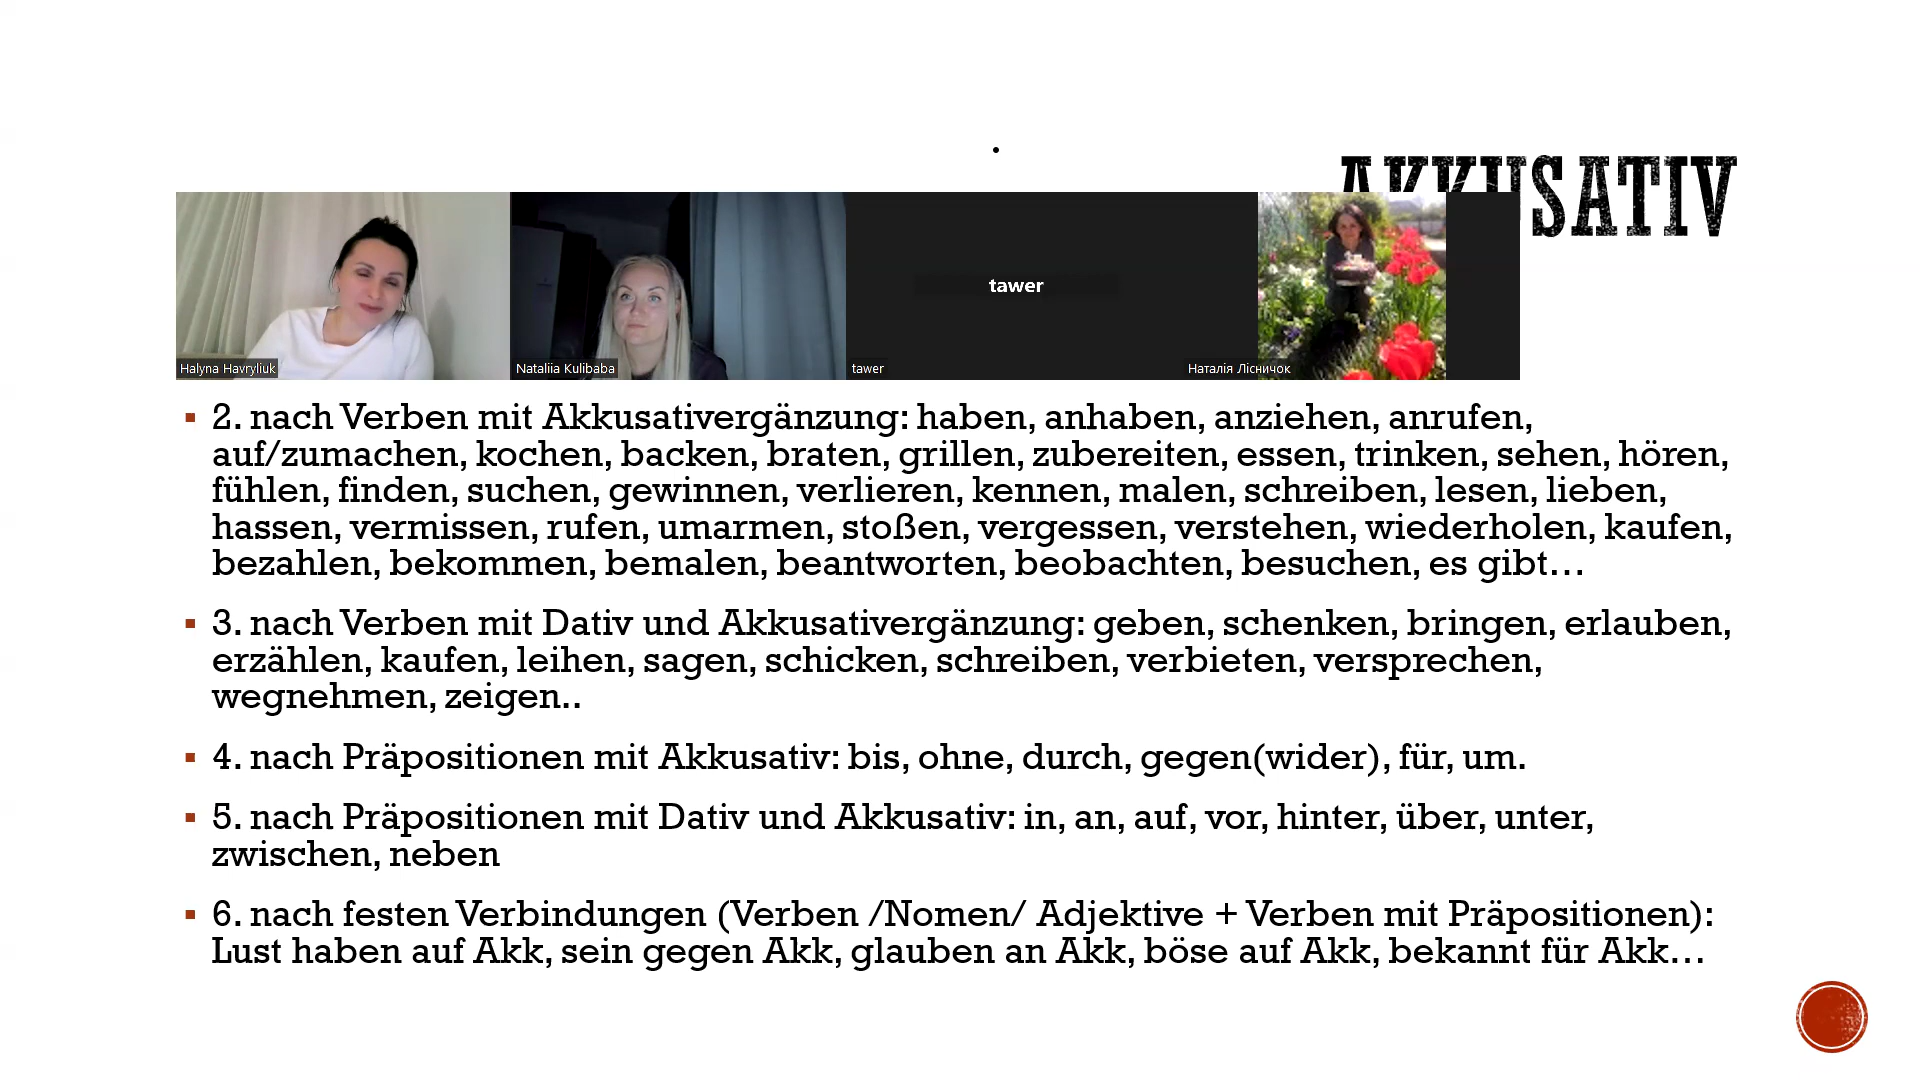 AKKUSATIV
tawer
Halyna Havryliuk
Nataliia Kulibaba
tawer
Наталія Лісничок
2. nach Verben mit Akkusativergänzung: haben, anhaben, anziehen, anrufen,
auf/zumachen, kochen, backen, braten, grillen, zubereiten, essen, trinken, sehen, hören,
fühlen, finden, suchen, gewinnen, verlieren, kennen, malen, schreiben, lesen, lieben,
hassen, vermissen, rufen, umarmen, stoßen, vergessen, verstehen, wiederholen, kaufen,
bezahlen, bekommen, bemalen, beantworten, beobachten, besuchen, es gibt…
3. nach Verben mit Dativ und Akkusativergänzung: geben, schenken, bringen, erlauben,
erzählen, kaufen, leihen, sagen, schicken, schreiben, verbieten, versprechen,
wegnehmen, zeigen..
4. nach Präpositionen mit Akkusativ: bis, ohne, durch, gegen(wider), für, um.
5. nach Präpositionen mit Dativ und Akkusativ: in, an, auf, vor, hinter, über, unter,
zwischen, neben
6. nach festen Verbindungen (Verben /Nomen/ Adjektive + Verben mit Präpositionen):
Lust haben auf Akk, sein gegen Akk, glauben an Akk, böse auf Akk, bekannt für Akk…